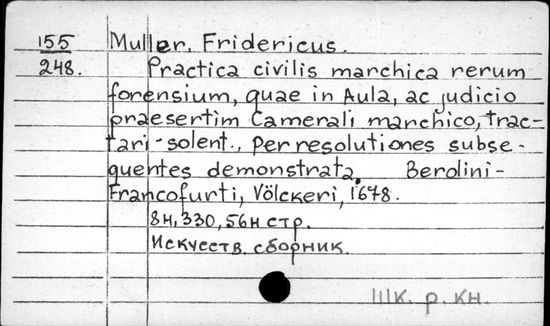 155 Muller, Fridericus.
248. Practica civilis marchica rerum
forensium, quae in Aula, ac judicio
praesertim Camerali marchico, trac-
tari-solent., per resolutiones subse-
quentes demonstrata. Berolini-
Francofurti, Völckeri, 1678.
8н, 330, 56н стр.
Искусств. сборник.
Шк. р. кн.